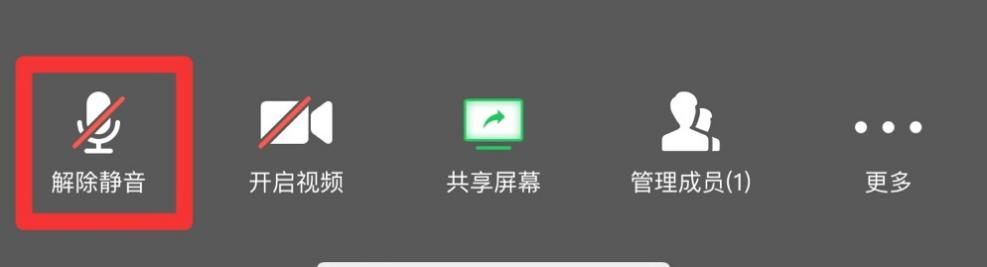 解除静音
开启视频
共享屏幕
管理成员(1)
更多